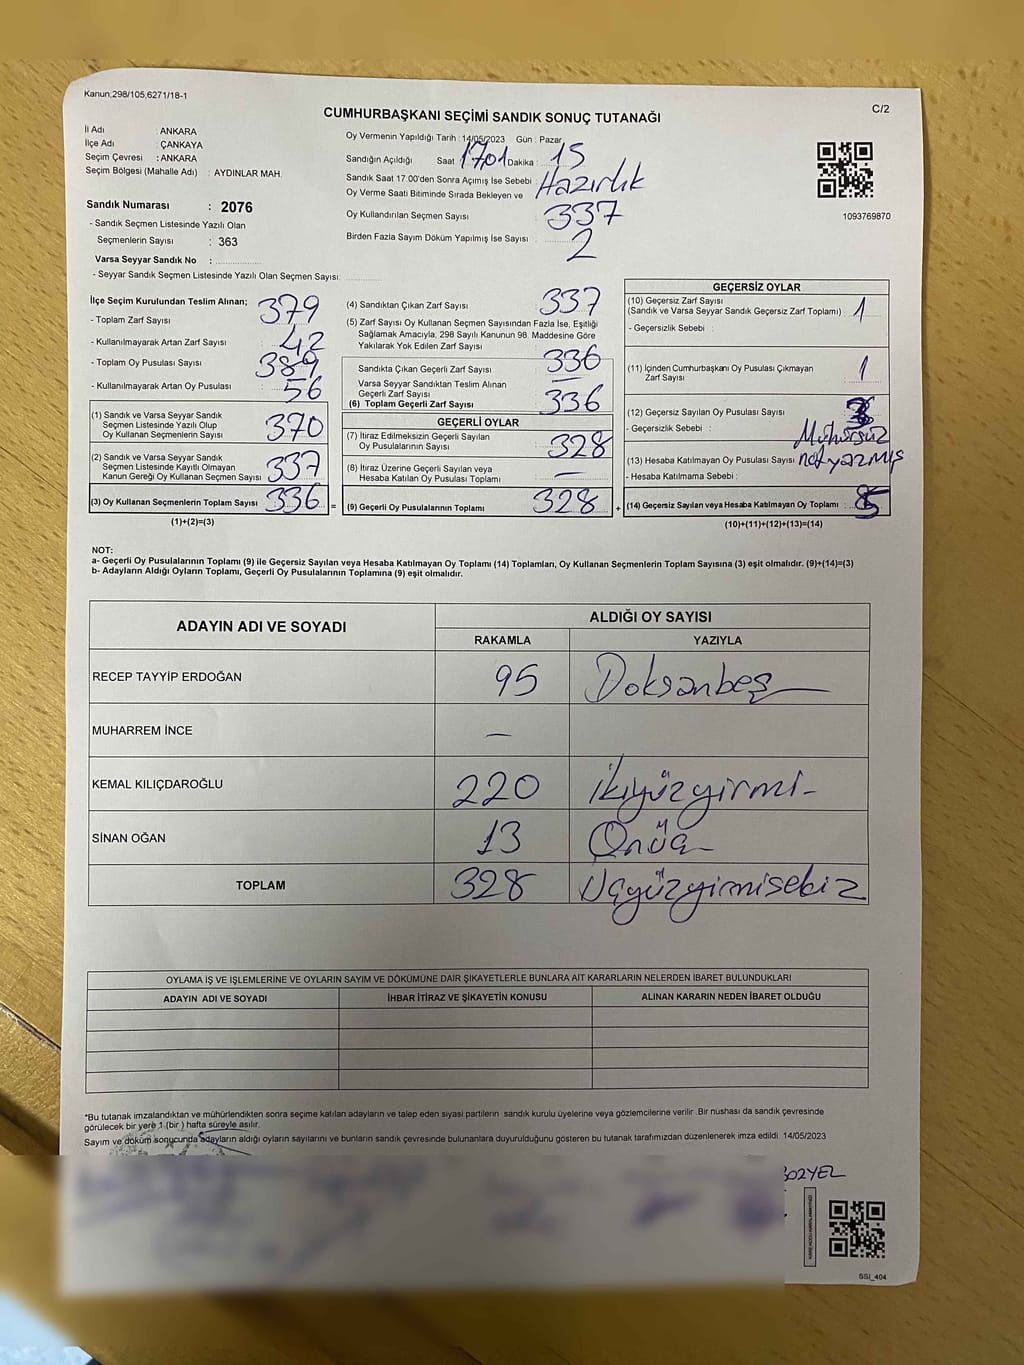 Kanun;298/105,6271/18-1
C/2
CUMHURBAŞKANI SEÇİMİ SANDIK SONUÇ TUTANAĞI
İl Adı : ANKARA
İlçe Adı : ÇANKAYA
Seçim Çevresi : ANKARA
Seçim Bölgesi (Mahalle Adı) : AYDINLAR MAH.
Sandık Numarası : 2076
- Sandık Seçmen Listesinde Yazılı Olan
Seçmenlerin Sayısı : 363
Varsa Seyyar Sandık No :
- Seyyar Sandık Seçmen Listesinde Yazılı Olan Seçmen Sayısı:
Oy Vermenin Yapıldığı Tarih : 14/05/2023 Gün : Pazar
Sandığın Açıldığı Saat 1701 Dakika : 15
Sandık Saat 17:00'den Sonra Açımış İse Sebebi : Hazırlık
Oy Verme Saati Bitiminde Sırada Bekleyen ve
Oy Kullandırılan Seçmen Sayısı : 337
Birden Fazla Sayım Döküm Yapılmış İse Sayısı : 2
1093769870
İlçe Seçim Kurulundan Teslim Alınan;
- Toplam Zarf Sayısı : 379
- Kullanılmayarak Artan Zarf Sayısı : 42
- Toplam Oy Pusulası Sayısı : 389
- Kullanılmayarak Artan Oy Pusulası : 56
(1) Sandık ve Varsa Seyyar Sandık
Seçmen Listesinde Yazılı Olup
Oy Kullanan Seçmenlerin Sayısı : 370
(2) Sandık ve Varsa Seyyar Sandık
Seçmen Listesinde Kayıtlı Olmayan
Kanun Gereği Oy Kullanan Seçmen Sayısı : 337
(3) Oy Kullanan Seçmenlerin Toplam Sayısı : 336
(1)+(2)=(3)
=
(4) Sandıktan Çıkan Zarf Sayısı : 337
(5) Zarf Sayısı Oy Kullanan Seçmen Sayısından Fazla İse, Eşitliği
Sağlamak Amacıyla, 298 Sayılı Kanunun 98. Maddesine Göre
Yakılarak Yok Edilen Zarf Sayısı :
Sandıkta Çıkan Geçerli Zarf Sayısı : 336
Varsa Seyyar Sandıktan Teslim Alınan
Geçerli Zarf Sayısı : —
(6) Toplam Geçerli Zarf Sayısı : 336
GEÇERLİ OYLAR
(7) İtiraz Edilmeksizin Geçerli Sayılan
Oy Pusulalarının Sayısı : 328
(8) İtiraz Üzerine Geçerli Sayılan veya
Hesaba Katılan Oy Pusulası Toplamı : —
(9) Geçerli Oy Pusulalarının Toplamı : 328
+
GEÇERSİZ OYLAR
(10) Geçersiz Zarf Sayısı
(Sandık ve Varsa Seyyar Sandık Geçersiz Zarf Toplamı) : 1
- Geçersizlik Sebebi :
(11) İçinden Cumhurbaşkanı Oy Pusulası Çıkmayan
Zarf Sayısı : 1
(12) Geçersiz Sayılan Oy Pusulası Sayısı : 3
- Geçersizlik Sebebi : Mühürsüz
(13) Hesaba Katılmayan Oy Pusulası Sayısı not yazmış
- Hesaba Katılmama Sebebi :
(14) Geçersiz Sayılan veya Hesaba Katılmayan Oy Toplamı :
(10)+(11)+(12)+(13)=(14)
NOT:
a- Geçerli Oy Pusulalarının Toplamı (9) ile Geçersiz Sayılan veya Hesaba Katılmayan Oy Toplamı (14) Toplamları, Oy Kullanan Seçmenlerin Toplam Sayısına (3) eşit olmalıdır. (9)+(14)=(3)
b- Adayların Aldığı Oyların Toplamı, Geçerli Oy Pusulalarının Toplamına (9) eşit olmalıdır.
ADAYIN ADI VE SOYADI
ALDIĞI OY SAYISI
RAKAMLA YAZIYLA
RECEP TAYYİP ERDOĞAN 95 Doksanbeş
MUHARREM İNCE —
KEMAL KILIÇDAROĞLU 220 İkiyüzyirmi
SİNAN OĞAN 13 Onüç
TOPLAM 328 Üçyüzyirmisekiz
OYLAMA İŞ VE İŞLEMLERİNE VE OYLARIN SAYIM VE DÖKÜMÜNE DAİR ŞİKAYETLERLE BUNLARA AİT KARARLARIN NELERDEN İBARET BULUNDUKLARI
ADAYIN ADI VE SOYADI İHBAR İTİRAZ VE ŞİKAYETİN KONUSU ALINAN KARARIN NEDEN İBARET OLDUĞU
*Bu tutanak imzalandıktan ve mühürlendikten sonra seçime katılan adayların ve talep eden siyasi partilerin sandık kurulu üyelerine veya gözlemcilerine verilir .Bir nüshası da sandık çevresinde
görülecek bir yere 1 (bir ) hafta süreyle asılır.
Sayım ve döküm sonucunda adayların aldığı oyların sayılarını ve bunların sandık çevresinde bulunanlara duyurulduğunu gösteren bu tutanak tarafımızdan düzenlenerek imza edildi. 14/05/2023
SSI_404